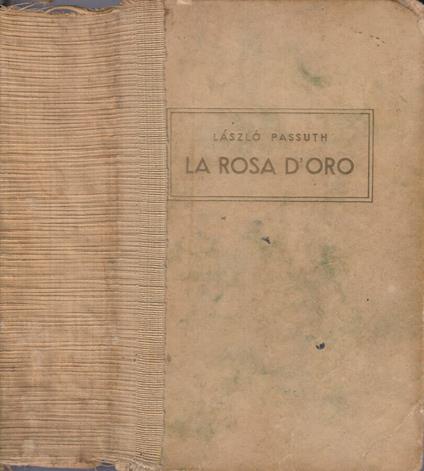 LÁSZLÓ PASSUTH
LA ROSA D'ORO